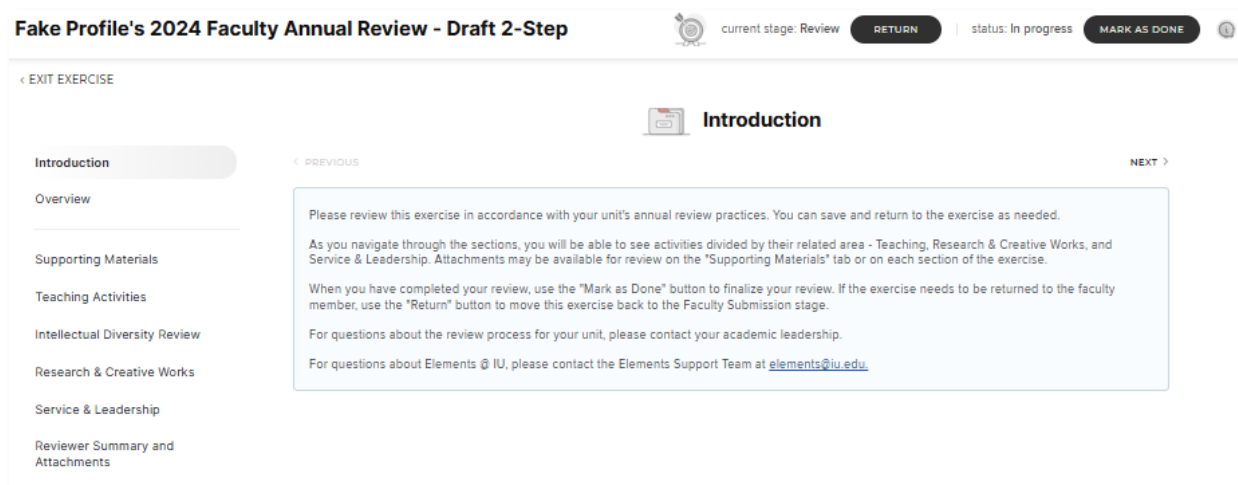 Fake Profile's 2024 Faculty Annual Review - Draft 2-Step
current stage: Review
RETURN
status: In progress
MARK AS DONE
< EXIT EXERCISE
Introduction
Introduction
< PREVIOUS
NEXT >
Overview
Supporting Materials
Teaching Activities
Intellectual Diversity Review
Research & Creative Works
Service & Leadership
Reviewer Summary and
Attachments
Please review this exercise in accordance with your unit's annual review practices. You can save and return to the exercise as needed.
As you navigate through the sections, you will be able to see activities divided by their related area - Teaching, Research & Creative Works, and
Service & Leadership. Attachments may be available for review on the "Supporting Materials" tab or on each section of the exercise.
When you have completed your review, use the "Mark as Done" button to finalize your review. If the exercise needs to be returned to the faculty
member, use the "Return" button to move this exercise back to the Faculty Submission stage.
For questions about the review process for your unit, please contact your academic leadership.
For questions about Elements @ IU, please contact the Elements Support Team at elements@iu.edu.